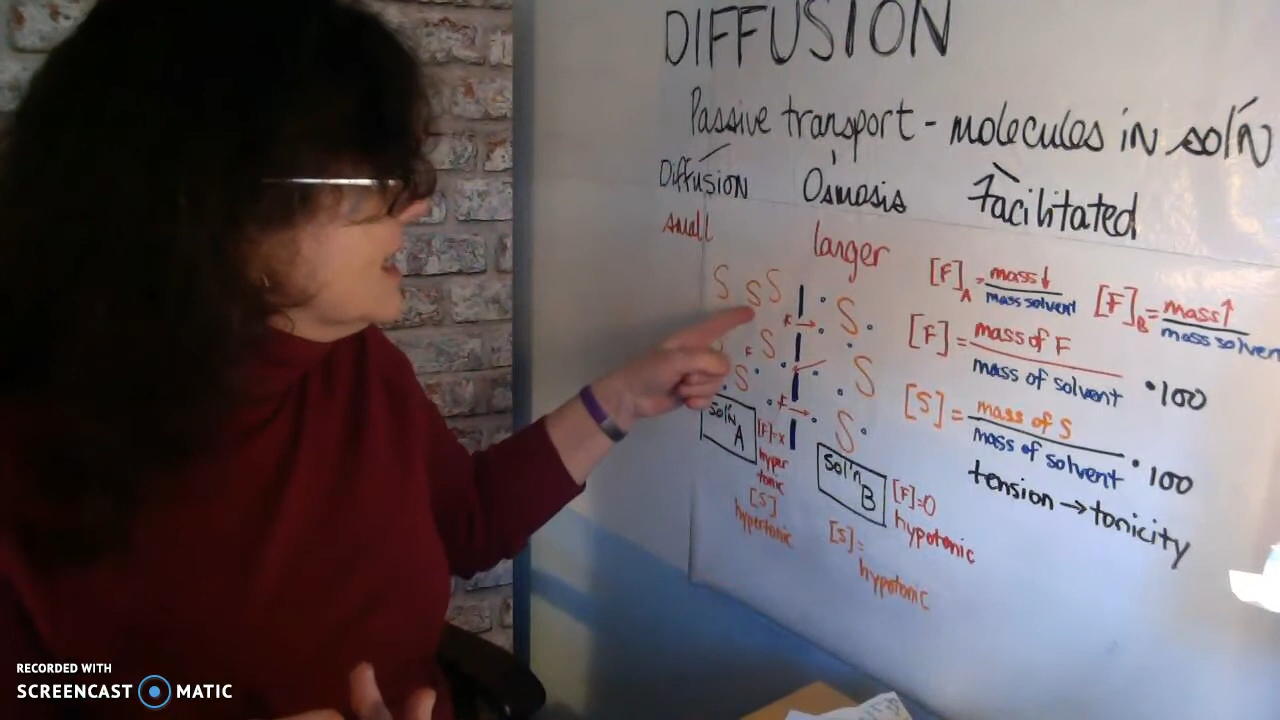 DIFFUSION
Passive transport - molecules in sol'n
Diffusion Osmosis Facilitated
small larger
[F]A = mass↓ / mass solvent
[F]B = mass↑ / mass solvent
S S S S
F →
S
[F] = mass of F / mass of solvent • 100
F S
S S
[S] = mass of S / mass of solvent • 100
F →
S
tension → tonicity
sol'n A
[F]=x
hyper
tonic
[S]
hypertonic
Sol'n B
[F]=0
hypotonic
[S]=
hypotonic
RECORDED WITH
SCREENCAST MATIC